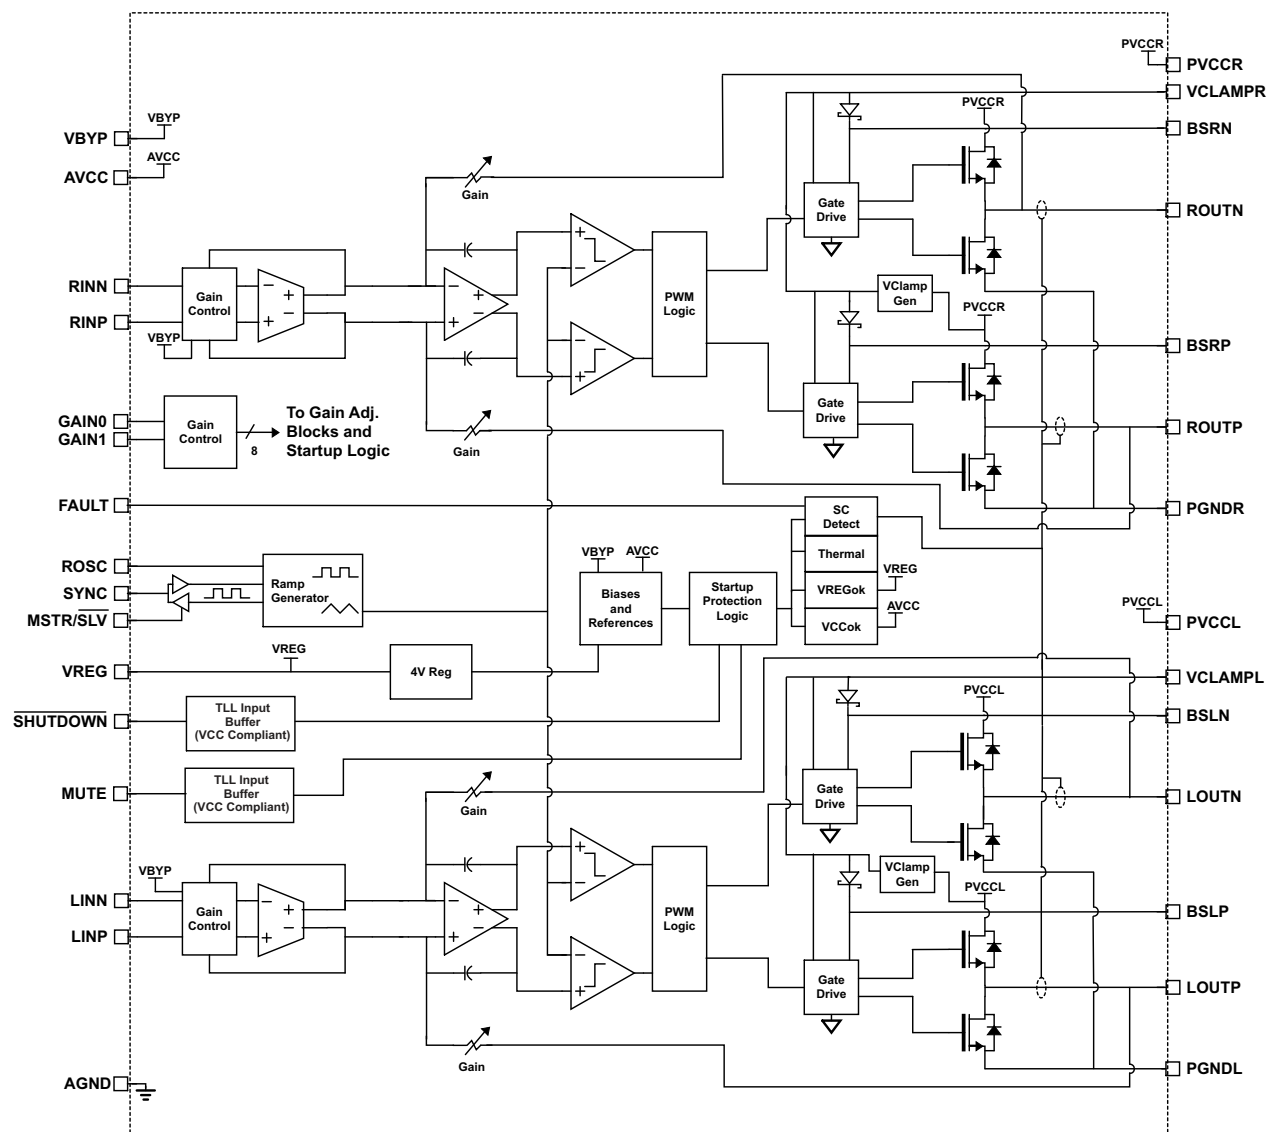 PVCCR
PVCCR
VCLAMPR
VBYP
VBYP
PVCCR
BSRN
AVCC
AVCC
Gain
Gate
Drive
ROUTN
RINN
Gain
Control
−
+
−
+
−
+
+
−
+
−
PWM
Logic
VClamp
Gen
PVCCR
RINP
VBYP
−
+
BSRP
GAIN0
GAIN1
Gain
Control
8
To Gain Adj.
Blocks and
Startup Logic
Gain
Gate
Drive
ROUTP
FAULT
SC
Detect
PGNDR
Thermal
VREGok
VREG
VCCok
AVCC
ROSC
SYNC
MSTR/SLV
Ramp
Generator
VBYP
AVCC
Biases
and
References
Startup
Protection
Logic
PVCCL
PVCCL
VREG
VREG
4V Reg
VCLAMPL
SHUTDOWN
TLL Input
Buffer
(VCC Compliant)
PVCCL
BSLN
MUTE
TLL Input
Buffer
(VCC Compliant)
Gain
Gate
Drive
LOUTN
VBYP
LINN
LINP
Gain
Control
−
+
+
−
−
+
+
−
+
−
−
+
PWM
Logic
VClamp
Gen
PVCCL
BSLP
Gate
Drive
LOUTP
Gain
AGND
PGNDL